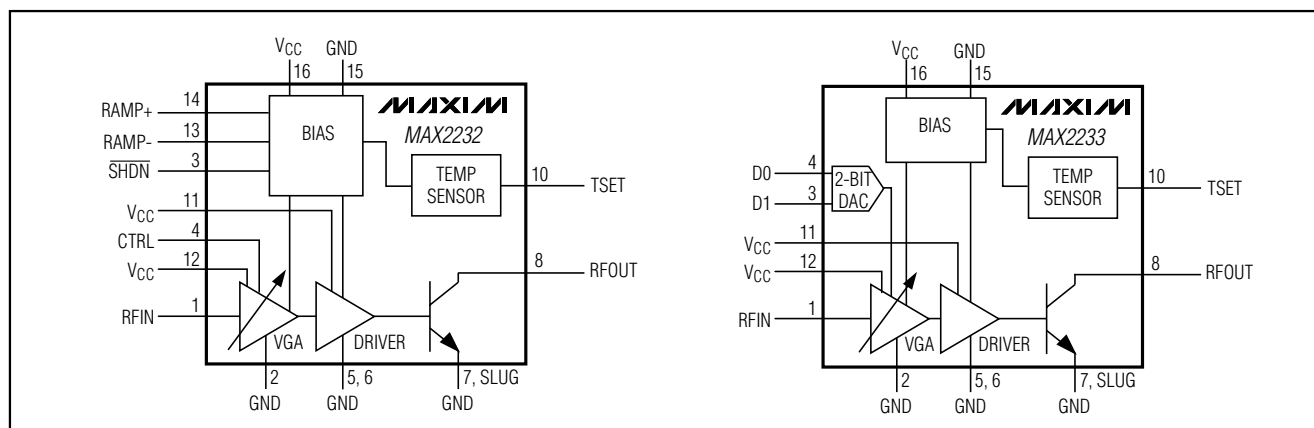 VCC
GND
16
15
MAXIM
MAX2232
14
RAMP+
BIAS
13
RAMP-
3
SHDN
TEMP
SENSOR
10
TSET
11
VCC
4
CTRL
12
VCC
8
RFOUT
1
RFIN
VGA
DRIVER
2
5, 6
7, SLUG
GND
GND
GND
VCC
GND
16
15
MAXIM
MAX2233
BIAS
4
D0
2-BIT
DAC
3
D1
TEMP
SENSOR
10
TSET
11
VCC
12
VCC
8
RFOUT
1
RFIN
VGA
DRIVER
2
5, 6
7, SLUG
GND
GND
GND